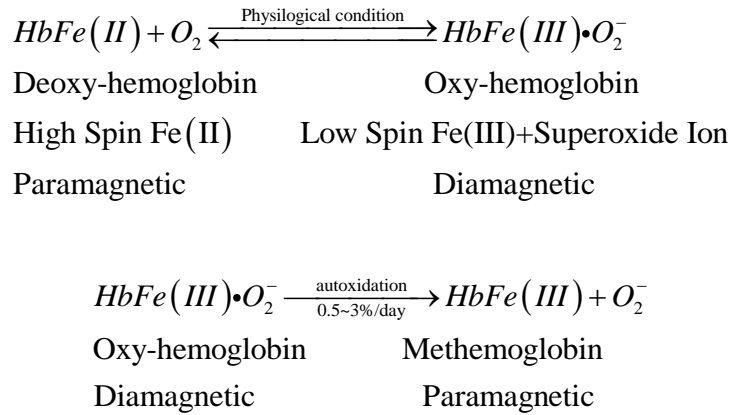 Physilogical condition
HbFe(II) + O₂ ⇌ HbFe(III)•O₂⁻
Deoxy-hemoglobin Oxy-hemoglobin
High Spin Fe(II) Low Spin Fe(III)+Superoxide Ion
Paramagnetic Diamagnetic
autoxidation
HbFe(III)•O₂⁻ → HbFe(III) + O₂⁻
0.5~3%/day
Oxy-hemoglobin Methemoglobin
Diamagnetic Paramagnetic